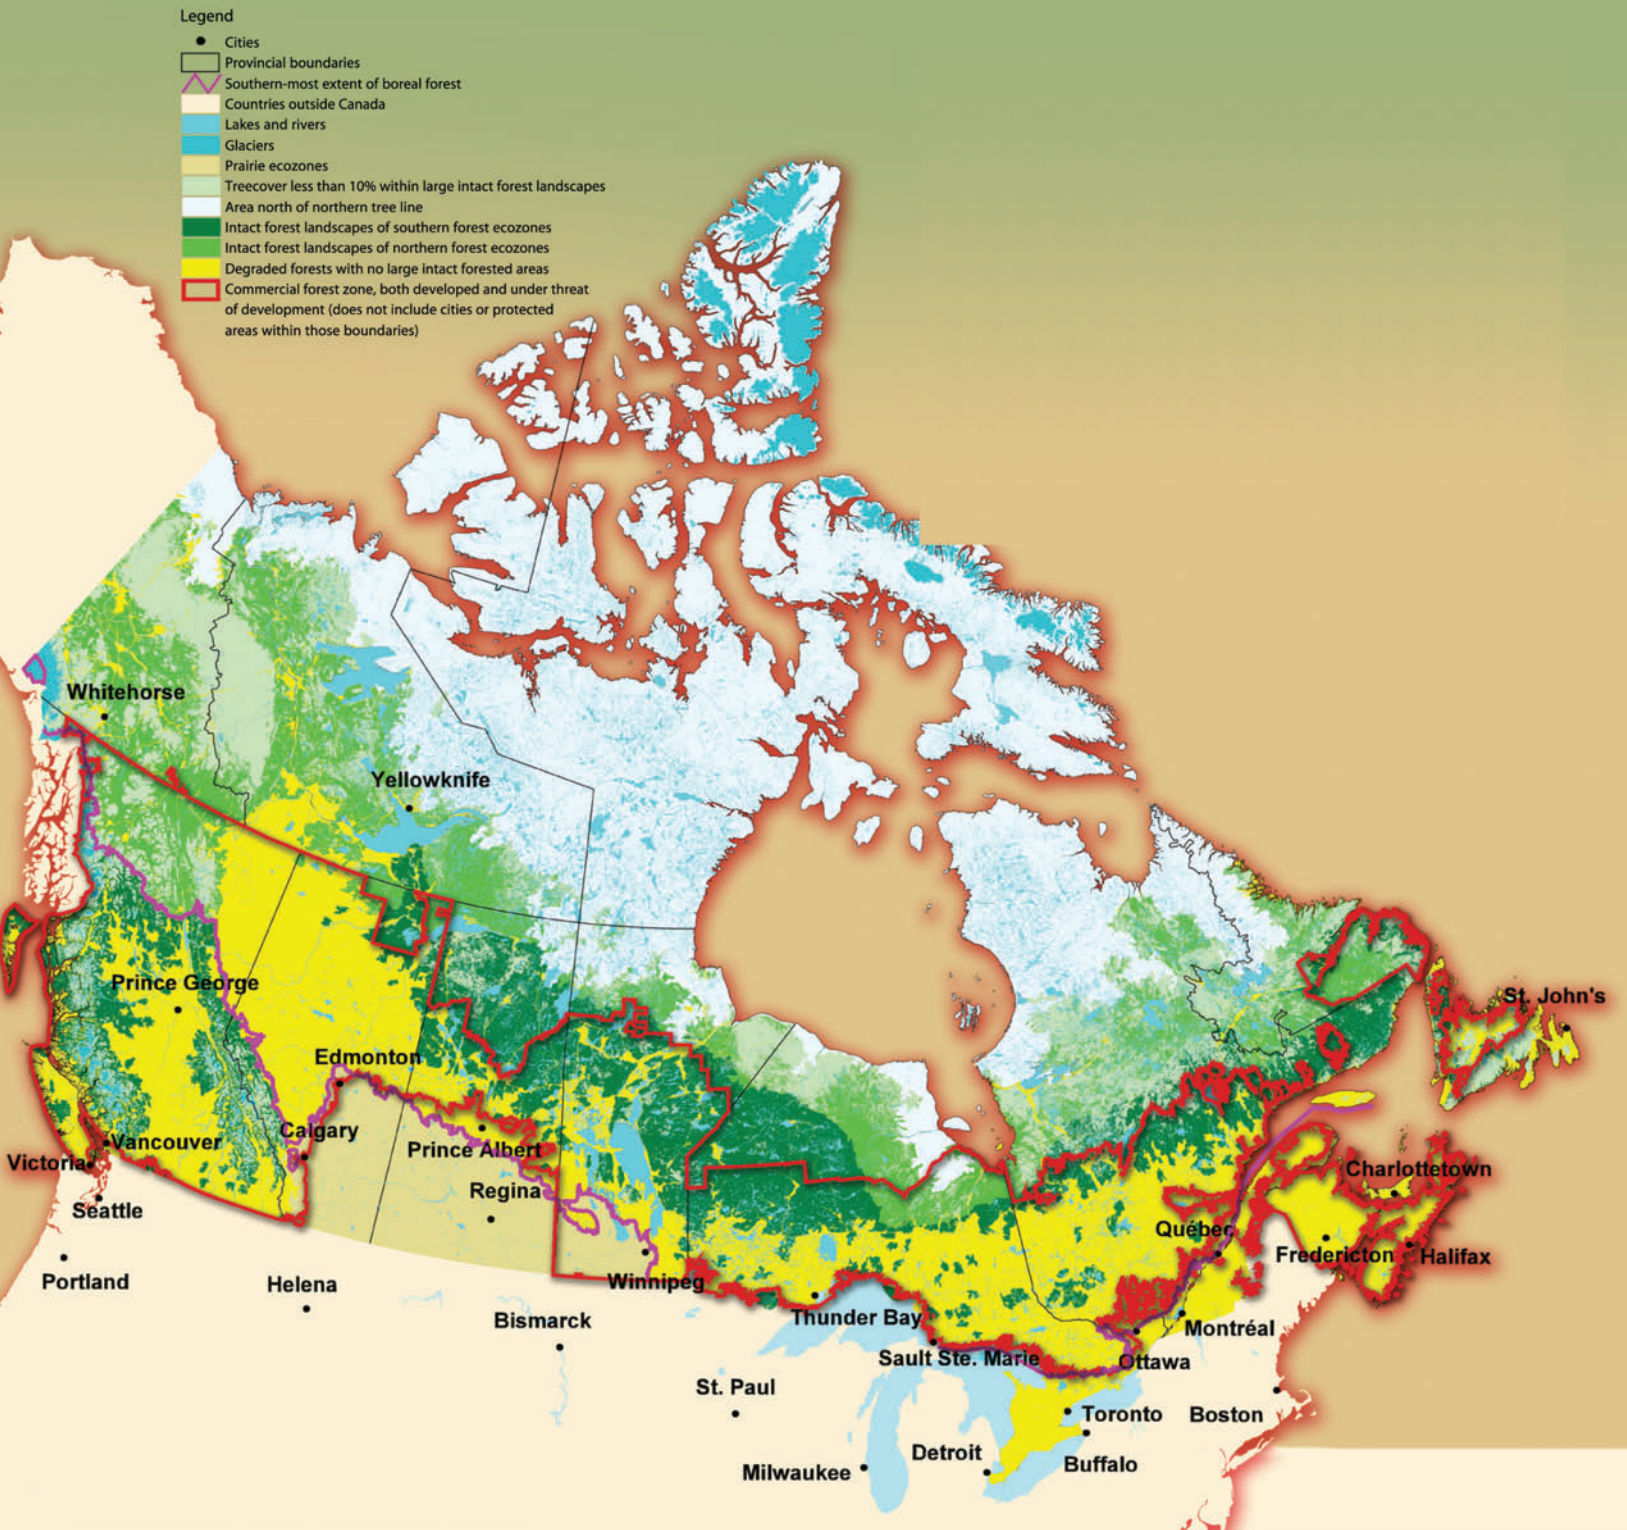 Legend
Cities
Provincial boundaries
Southern-most extent of boreal forest
Countries outside Canada
Lakes and rivers
Glaciers
Prairie ecozones
Treecover less than 10% within large intact forest landscapes
Area north of northern tree line
Intact forest landscapes of southern forest ecozones
Intact forest landscapes of northern forest ecozones
Degraded forests with no large intact forested areas
Commercial forest zone, both developed and under threat
of development (does not include cities or protected
areas within those boundaries)
Whitehorse
Yellowknife
Prince George
St. John's
Edmonton
Calgary
Vancouver
Prince Albert
Victoria
Charlottetown
Regina
Seattle
Québec
Fredericton
Halifax
Portland
Helena
Winnipeg
Bismarck
Thunder Bay
Montréal
Sault Ste. Marie
Ottawa
St. Paul
Toronto
Boston
Detroit
Buffalo
Milwaukee